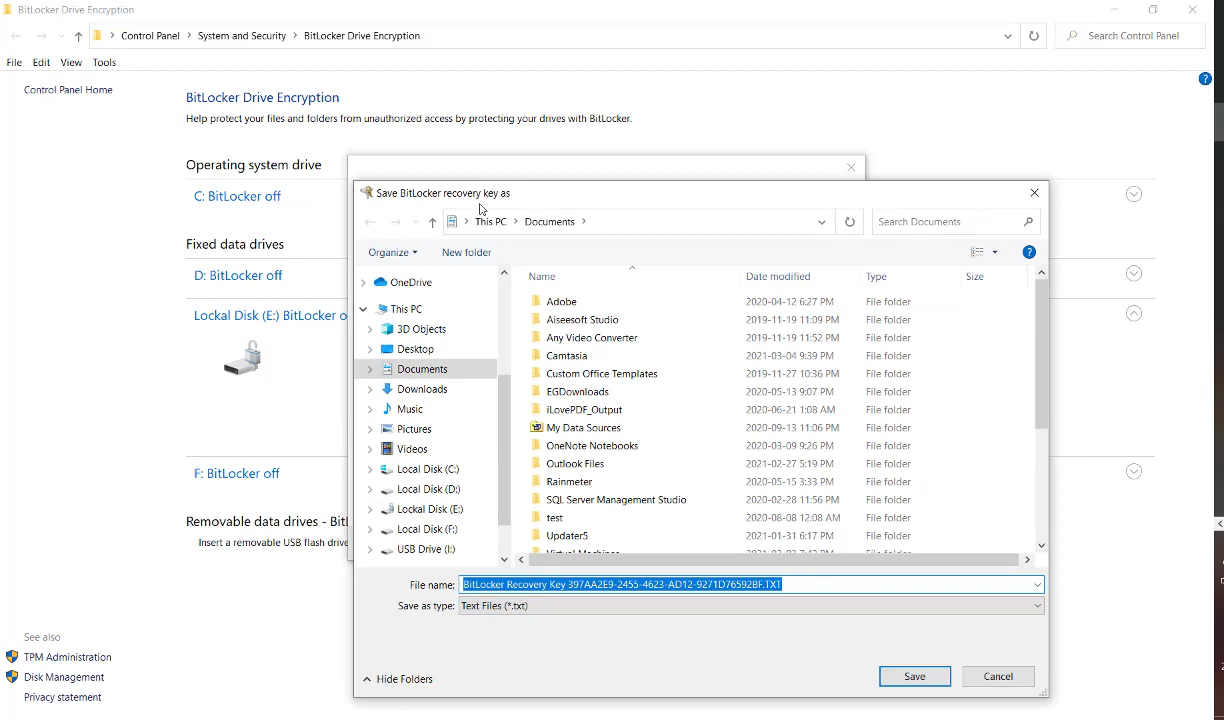 BitLocker Drive Encryption
Control Panel > System and Security > BitLocker Drive Encryption
Search Control Panel
File Edit View Tools
Control Panel Home
BitLocker Drive Encryption
Help protect your files and folders from unauthorized access by protecting your drives with BitLocker.
Operating system drive
C: BitLocker off
Fixed data drives
D: BitLocker off
Lockal Disk (E:) BitLocker o
F: BitLocker off
Removable data drives - BitL
Insert a removable USB flash drive
See also
TPM Administration
Disk Management
Privacy statement
Save BitLocker recovery key as
This PC > Documents >
Search Documents
Organize New folder
OneDrive
This PC
3D Objects
Desktop
Documents
Downloads
Music
Pictures
Videos
Local Disk (C:)
Local Disk (D:)
Lockal Disk (E:)
Local Disk (F:)
USB Drive (I:)
Name Date modified Type Size
Adobe 2020-04-12 6:27 PM File folder
Aiseesoft Studio 2019-11-19 11:09 PM File folder
Any Video Converter 2019-11-19 11:52 PM File folder
Camtasia 2021-03-04 9:39 PM File folder
Custom Office Templates 2019-11-27 10:36 PM File folder
EGDownloads 2020-05-13 9:07 PM File folder
iLovePDF_Output 2020-06-21 1:08 AM File folder
My Data Sources 2020-09-13 11:06 PM File folder
OneNote Notebooks 2020-03-09 9:26 PM File folder
Outlook Files 2021-02-27 5:19 PM File folder
Rainmeter 2020-05-15 3:33 PM File folder
SQL Server Management Studio 2020-02-28 11:56 PM File folder
test 2020-08-08 12:08 AM File folder
Updater5 2021-01-31 6:17 PM File folder
Virtual Machines 2021-03-03 7:43 PM File folder
File name: BitLocker Recovery Key 397AA2E9-2455-4623-AD12-9271D76592BF.TXT
Save as type: Text Files (*.txt)
Hide Folders
Save Cancel